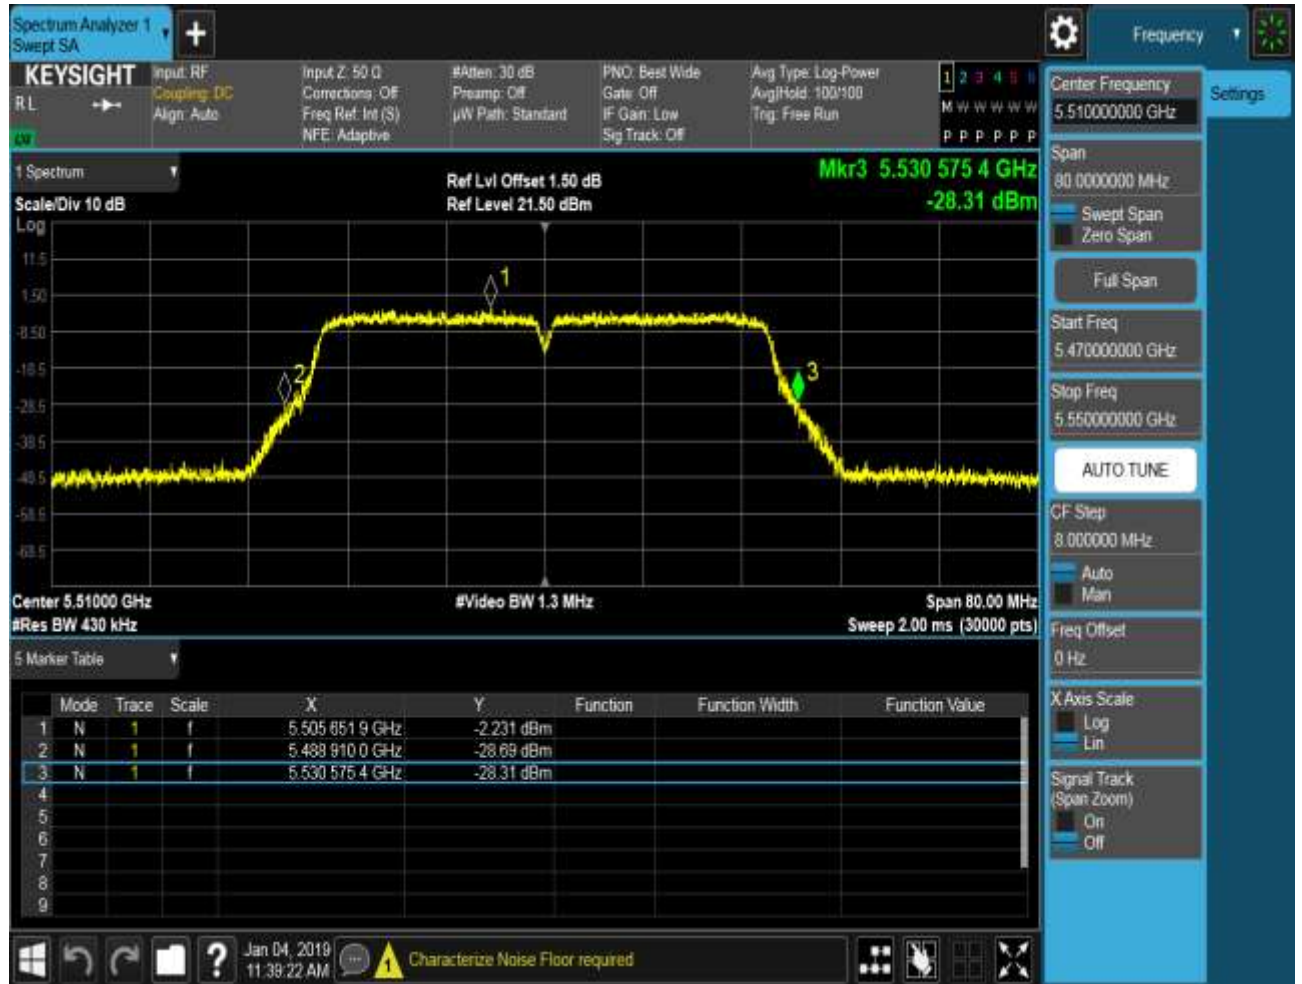 Spectrum Analyzer 1
Swept SA
+
Frequency
KEYSIGHT
RL
Input: RF
Coupling: DC
Align: Auto
Input Z: 50 Ω
Corrections: Off
Freq Ref: Int (S)
NFE: Adaptive
#Atten: 30 dB
Preamp: Off
µW Path: Standard
PNO: Best Wide
Gate: Off
IF Gain: Low
Sig Track: Off
Avg Type: Log-Power
Avg|Hold: 100/100
Trig: Free Run
1 2 3 4 5 6
M W W W W W
P P P P P P
1 Spectrum
Scale/Div 10 dB
Log
Ref Lvl Offset 1.50 dB
Ref Level 21.50 dBm
Mkr3 5.530 575 4 GHz
-28.31 dBm
11.5
1.50
-8.50
-18.5
-28.5
-38.5
-48.5
-58.5
-68.5
1
2
3
Center 5.51000 GHz
#Res BW 430 kHz
#Video BW 1.3 MHz
Span 80.00 MHz
Sweep 2.00 ms (30000 pts)
5 Marker Table
Mode Trace Scale X Y Function Function Width Function Value
1 N 1 f 5.505 651 9 GHz -2.231 dBm
2 N 1 f 5.488 910 0 GHz -28.69 dBm
3 N 1 f 5.530 575 4 GHz -28.31 dBm
4
5
6
7
8
9
Jan 04, 2019
11:39:22 AM
Characterize Noise Floor required
Settings
Center Frequency
5.510000000 GHz
Span
80.0000000 MHz
Swept Span
Zero Span
Full Span
Start Freq
5.470000000 GHz
Stop Freq
5.550000000 GHz
AUTO TUNE
CF Step
8.000000 MHz
Auto
Man
Freq Offset
0 Hz
X Axis Scale
Log
Lin
Signal Track
(Span Zoom)
On
Off